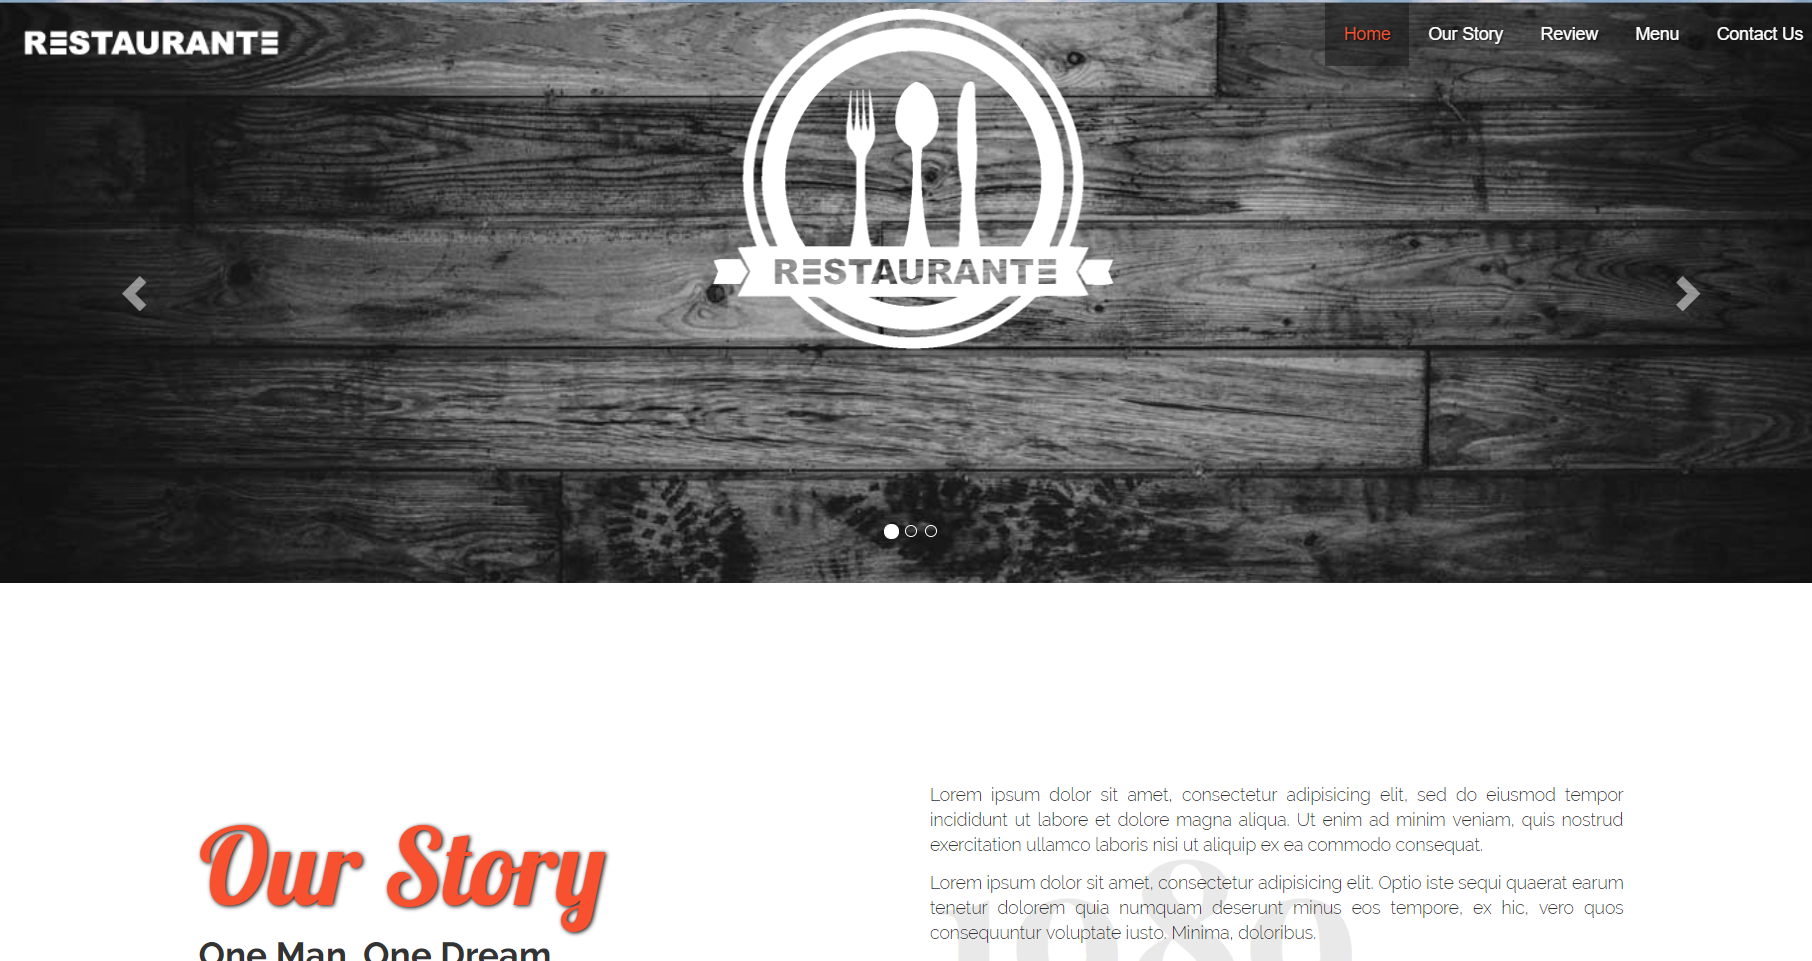 RESTAURANTE
Home Our Story Review Menu Contact Us
RESTAURANTE
Our Story
One Man, One Dream
Lorem ipsum dolor sit amet, consectetur adipisicing elit, sed do eiusmod tempor
incididunt ut labore et dolore magna aliqua. Ut enim ad minim veniam, quis nostrud
exercitation ullamco laboris nisi ut aliquip ex ea commodo consequat.
Lorem ipsum dolor sit amet, consectetur adipisicing elit. Optio iste sequi quaerat earum
tenetur dolorem quia numquam deserunt minus eos tempore, ex hic, vero quos
consequuntur voluptate iusto. Minima, doloribus.